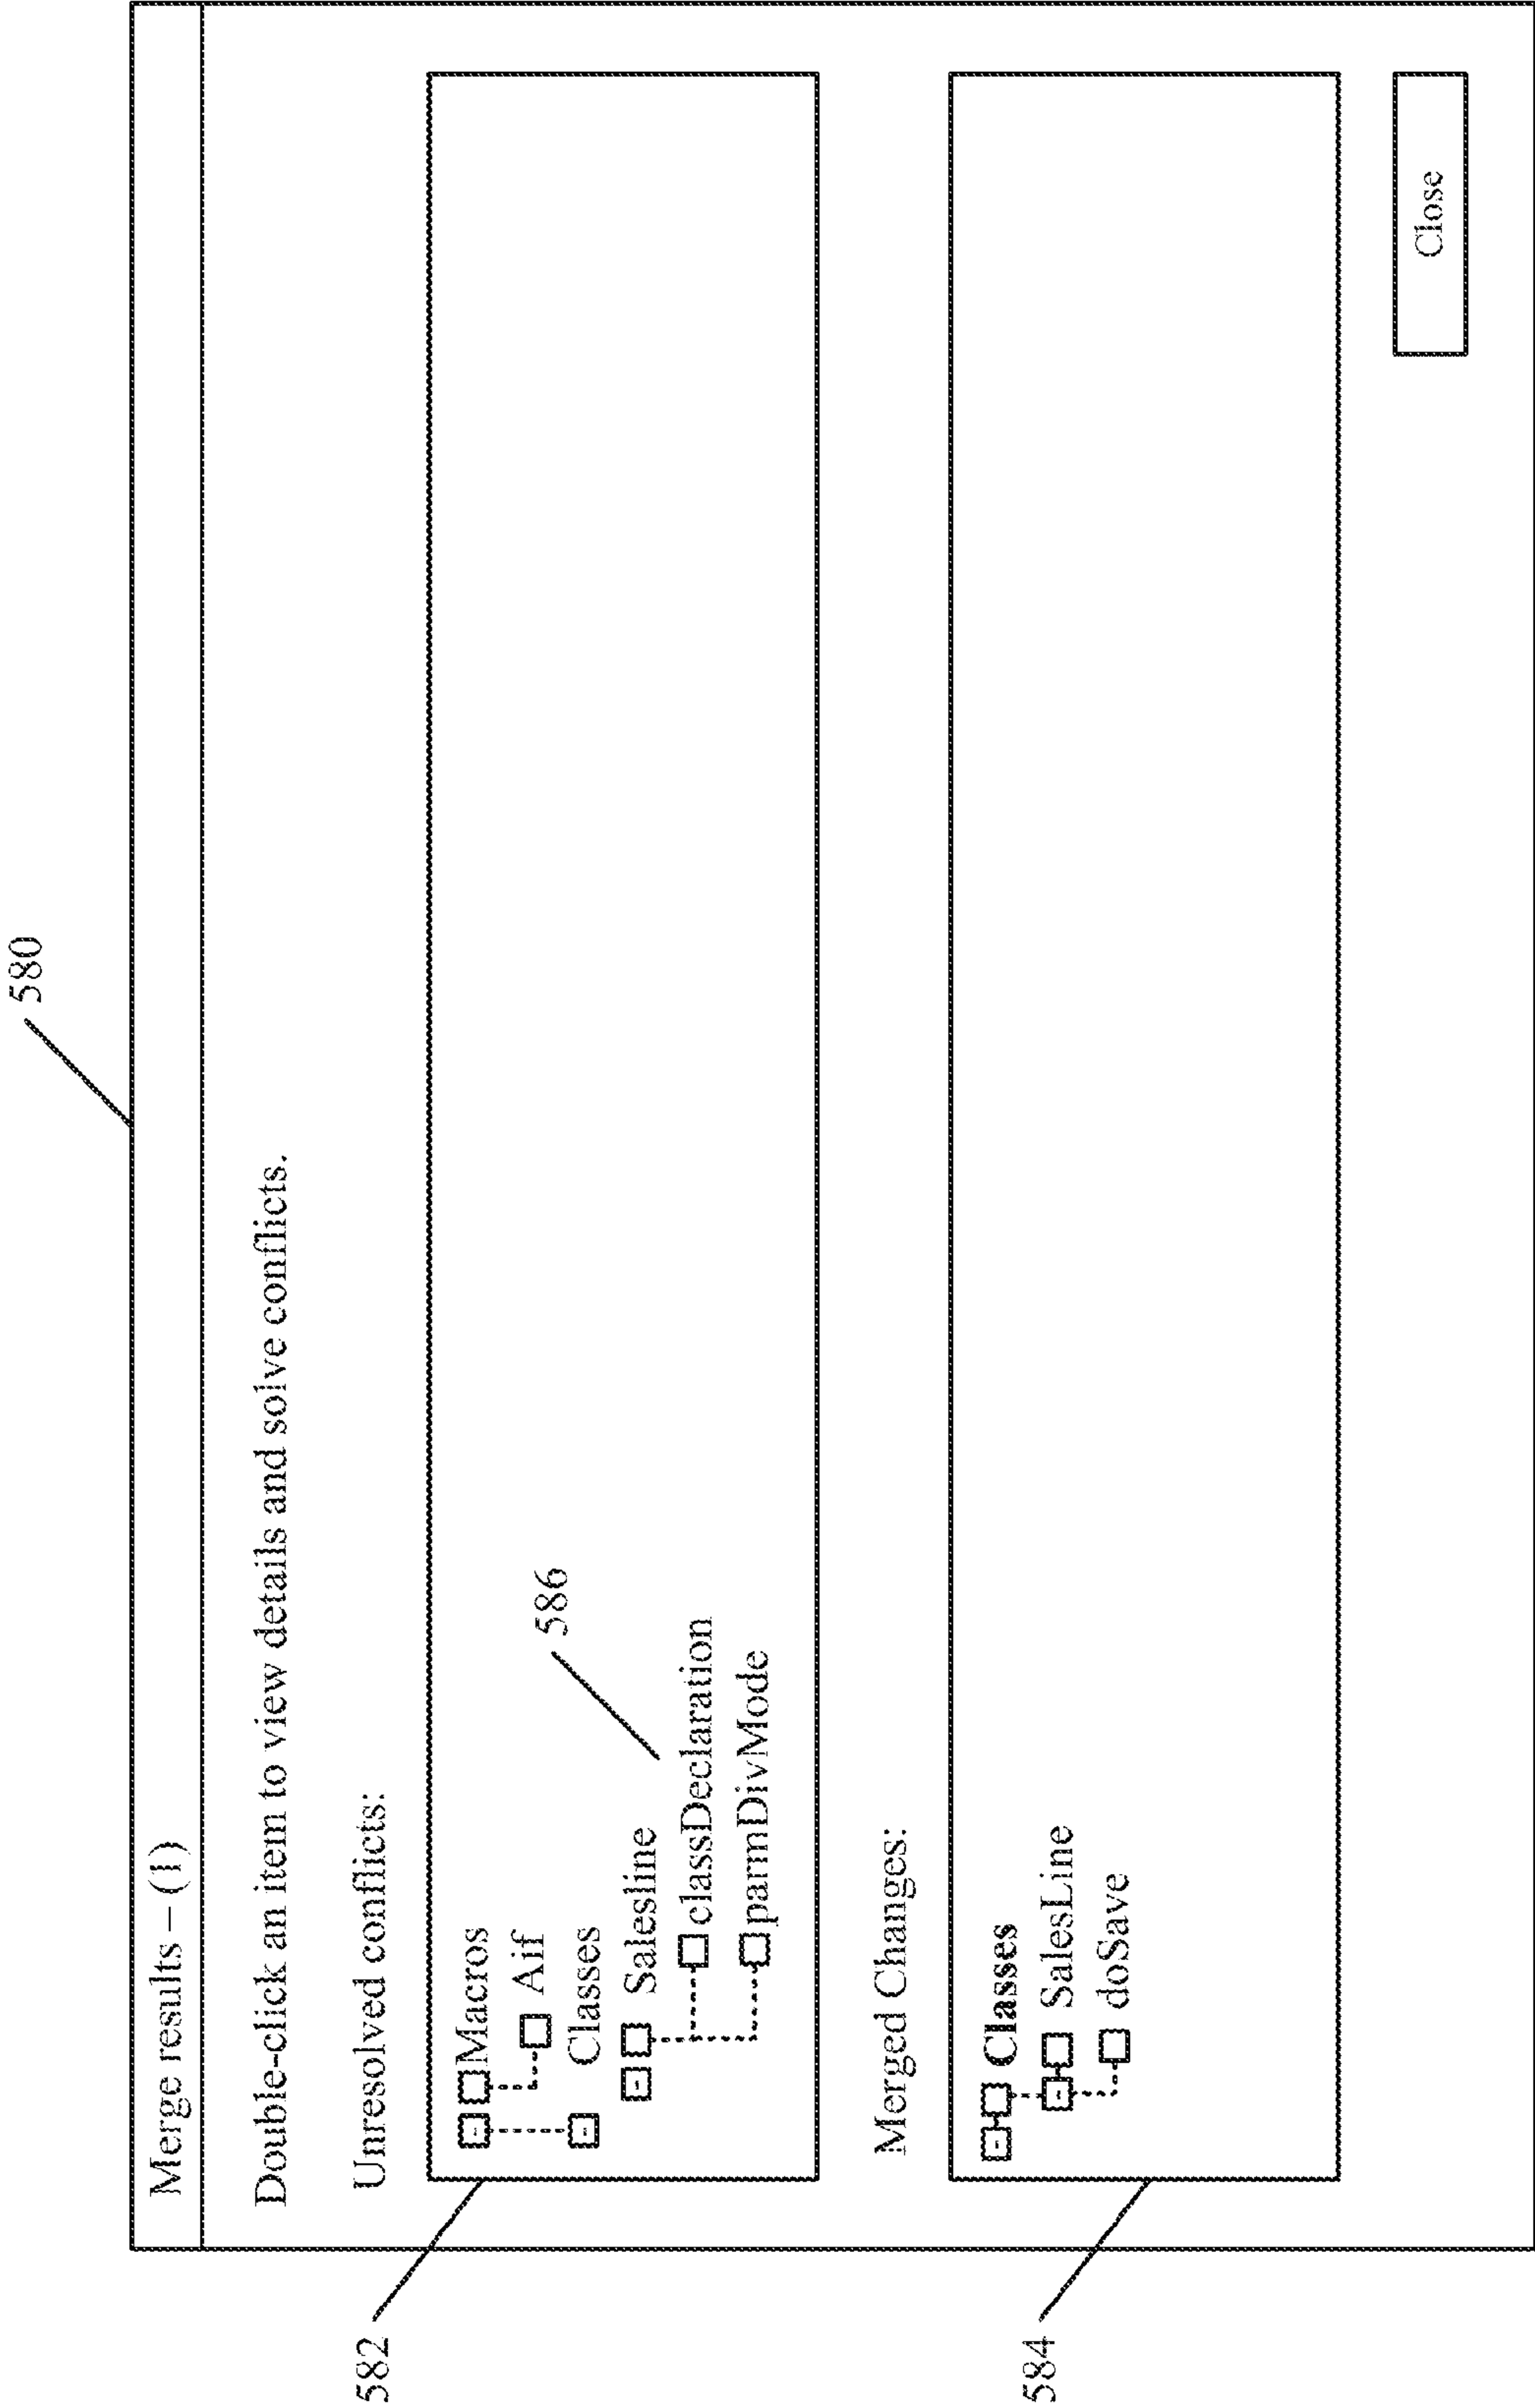 580
Merge results – (1)
Double-click an item to view details and solve conflicts.
Unresolved conflicts:
582
Macros
Aif
586
Classes
Salesline
classDeclaration
parmDivMode
Merged Changes:
584
Classes
SalesLine
doSave
Close